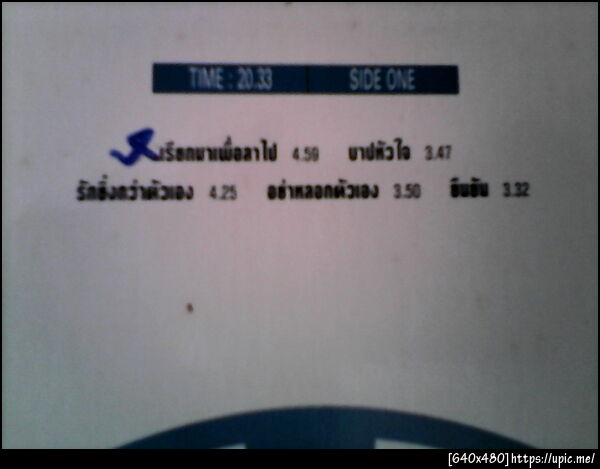 TIME : 20.33 SIDE ONE
เรียกมาเพื่อลาไป 4.59 บาปหัวใจ 3.47
รักยิ่งกว่าตัวเอง 4.25 อย่าหลอกตัวเอง 3.50 ยืนยัน 3.32
[640x480]https://upic.me/